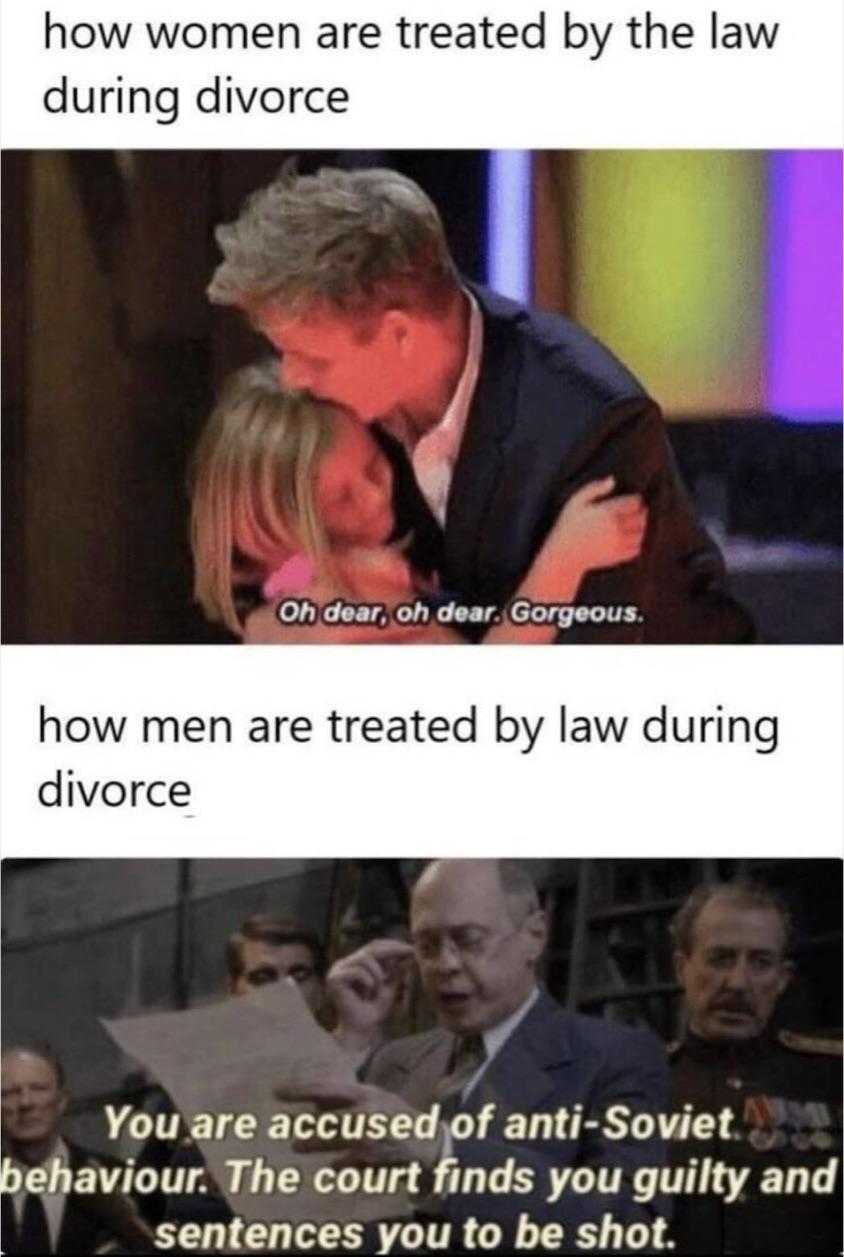 how women are treated by the law
during divorce
Oh dear, oh dear. Gorgeous.
how men are treated by law during
divorce
You are accused of anti-Soviet
behaviour. The court finds you guilty and
sentences you to be shot.